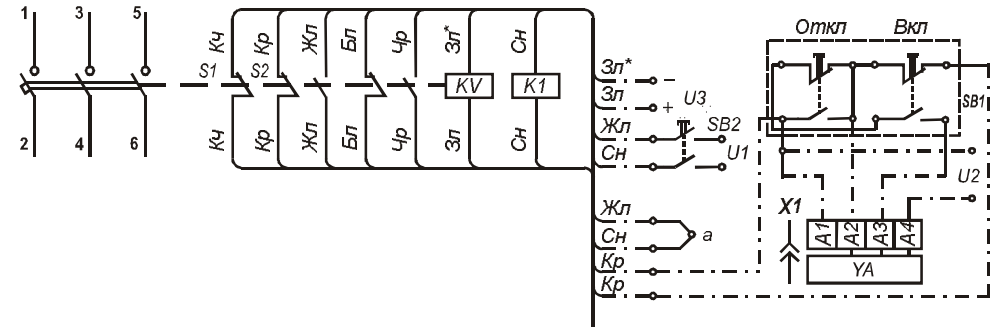 1 3 5
2 4 6
S1 S2
Кч Кр Жл Бл Чр Зл* Сн
KV K1
Кч Кр Жл Бл Чр Зл Сн
Зл* −
Зл + U3
Жл SB2
Сн U1
Жл
Сн а
Кр
Кр
Откл Вкл
SB1
U2
X1
A1 A2 A3 A4
YA